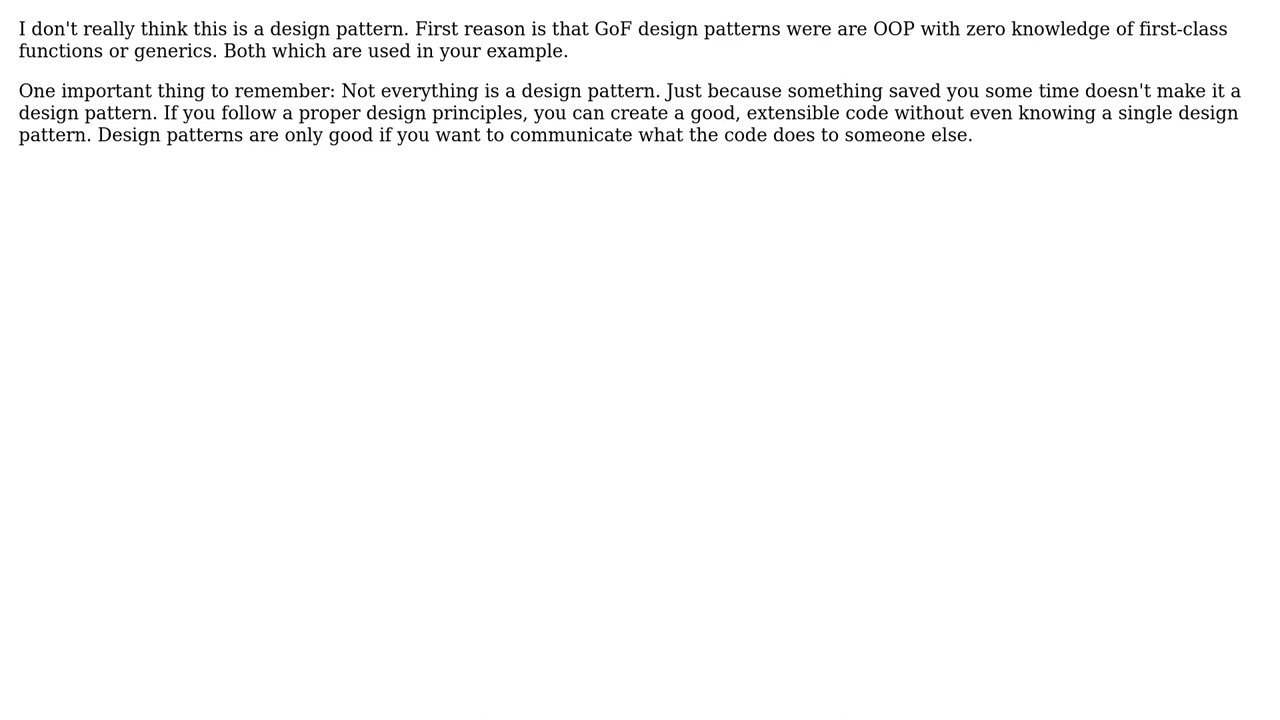 I don't really think this is a design pattern. First reason is that GoF design patterns were are OOP with zero knowledge of first-class
functions or generics. Both which are used in your example.
One important thing to remember: Not everything is a design pattern. Just because something saved you some time doesn't make it a
design pattern. If you follow a proper design principles, you can create a good, extensible code without even knowing a single design
pattern. Design patterns are only good if you want to communicate what the code does to someone else.